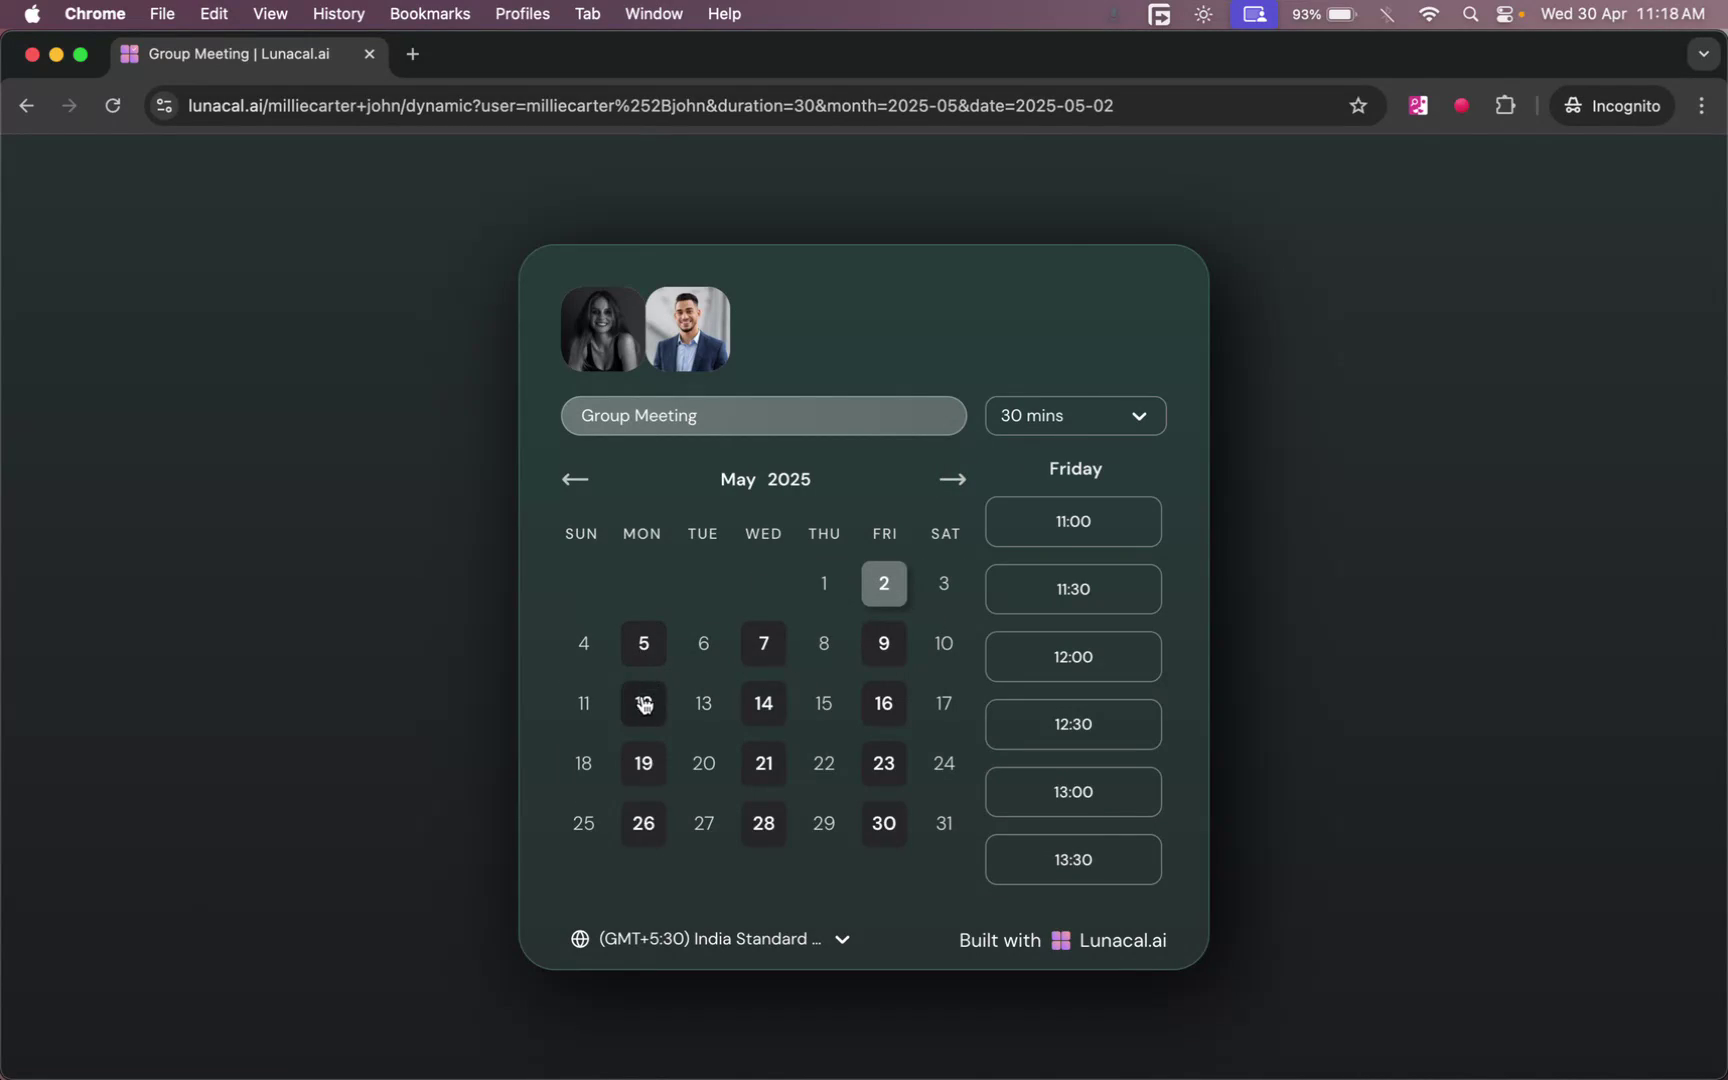 Chrome File Edit View History Bookmarks Profiles Tab Window Help 93% Wed 30 Apr 11:18 AM
Group Meeting | Lunacal.ai
lunacal.ai/milliecarter+john/dynamic?user=milliecarter%252Bjohn&duration=30&month=2025-05&date=2025-05-02 Incognito
Group Meeting 30 mins
May 2025 Friday
SUN MON TUE WED THU FRI SAT
1 2 3
4 5 6 7 8 9 10
11 13 14 15 16 17
18 19 20 21 22 23 24
25 26 27 28 29 30 31
11:00
11:30
12:00
12:30
13:00
13:30
(GMT+5:30) India Standard ...
Built with Lunacal.ai